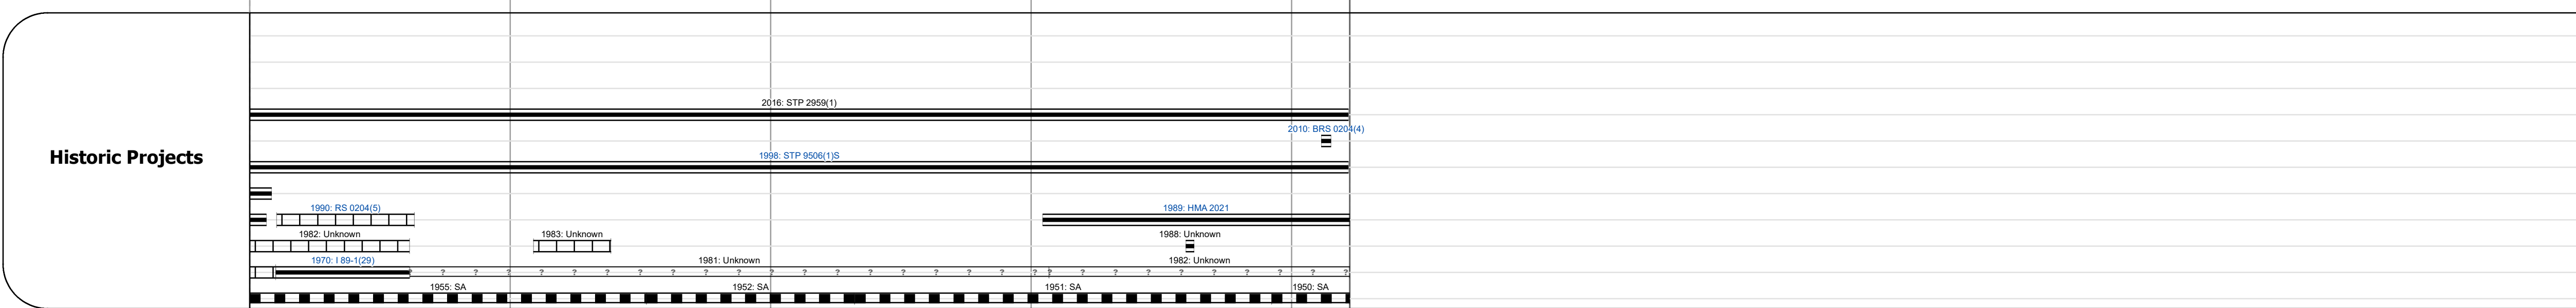 Historic Projects
2016: STP 2959(1)
2010: BRS 0204(4)
1998: STP 9506(1)S
1990: RS 0204(5)
1989: HMA 2021
1982: Unknown
1983: Unknown
1988: Unknown
1970: I 89-1(29)
1981: Unknown
1982: Unknown
? ? ? ? ? ? ? ? ? ? ? ? ? ? ? ? ? ? ? ? ? ? ? ? ? ? ? ? ? ?
1955: SA
1952: SA
1951: SA
1950: SA